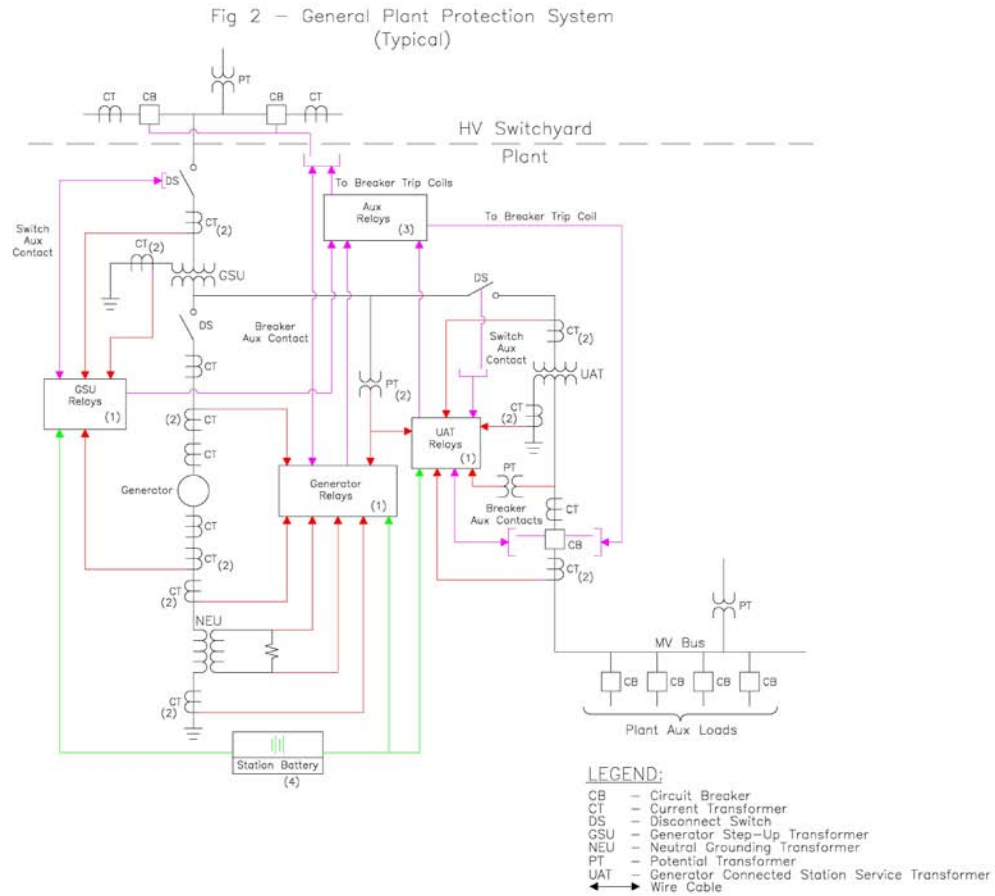 Fig 2 – General Plant Protection System
(Typical)
PT
CT
CB
CB
CT
HV Switchyard
Plant
DS
To Breaker Trip Coils
Aux
Relays
(3)
To Breaker Trip Coil
Switch
Aux
Contact
CT
(2)
CT
(2)
GSU
DS
DS
Breaker
Aux Contact
Switch
Aux
Contact
CT
(2)
CT
PT
(2)
UAT
GSU
Relays
(1)
CT
(2)
(2)
CT
UAT
Relays
(1)
CT
PT
Generator
Generator
Relays
(1)
Breaker
Aux Contacts
CT
CT
CB
CT
(2)
CT
(2)
CT
(2)
PT
NEU
MV Bus
CB
CB
CB
CB
CT
(2)
Plant Aux Loads
Station Battery
(4)
LEGEND:
CB – Circuit Breaker
CT – Current Transformer
DS – Disconnect Switch
GSU – Generator Step–Up Transformer
NEU – Neutral Grounding Transformer
PT – Potential Transformer
UAT – Generator Connected Station Service Transformer
Wire Cable